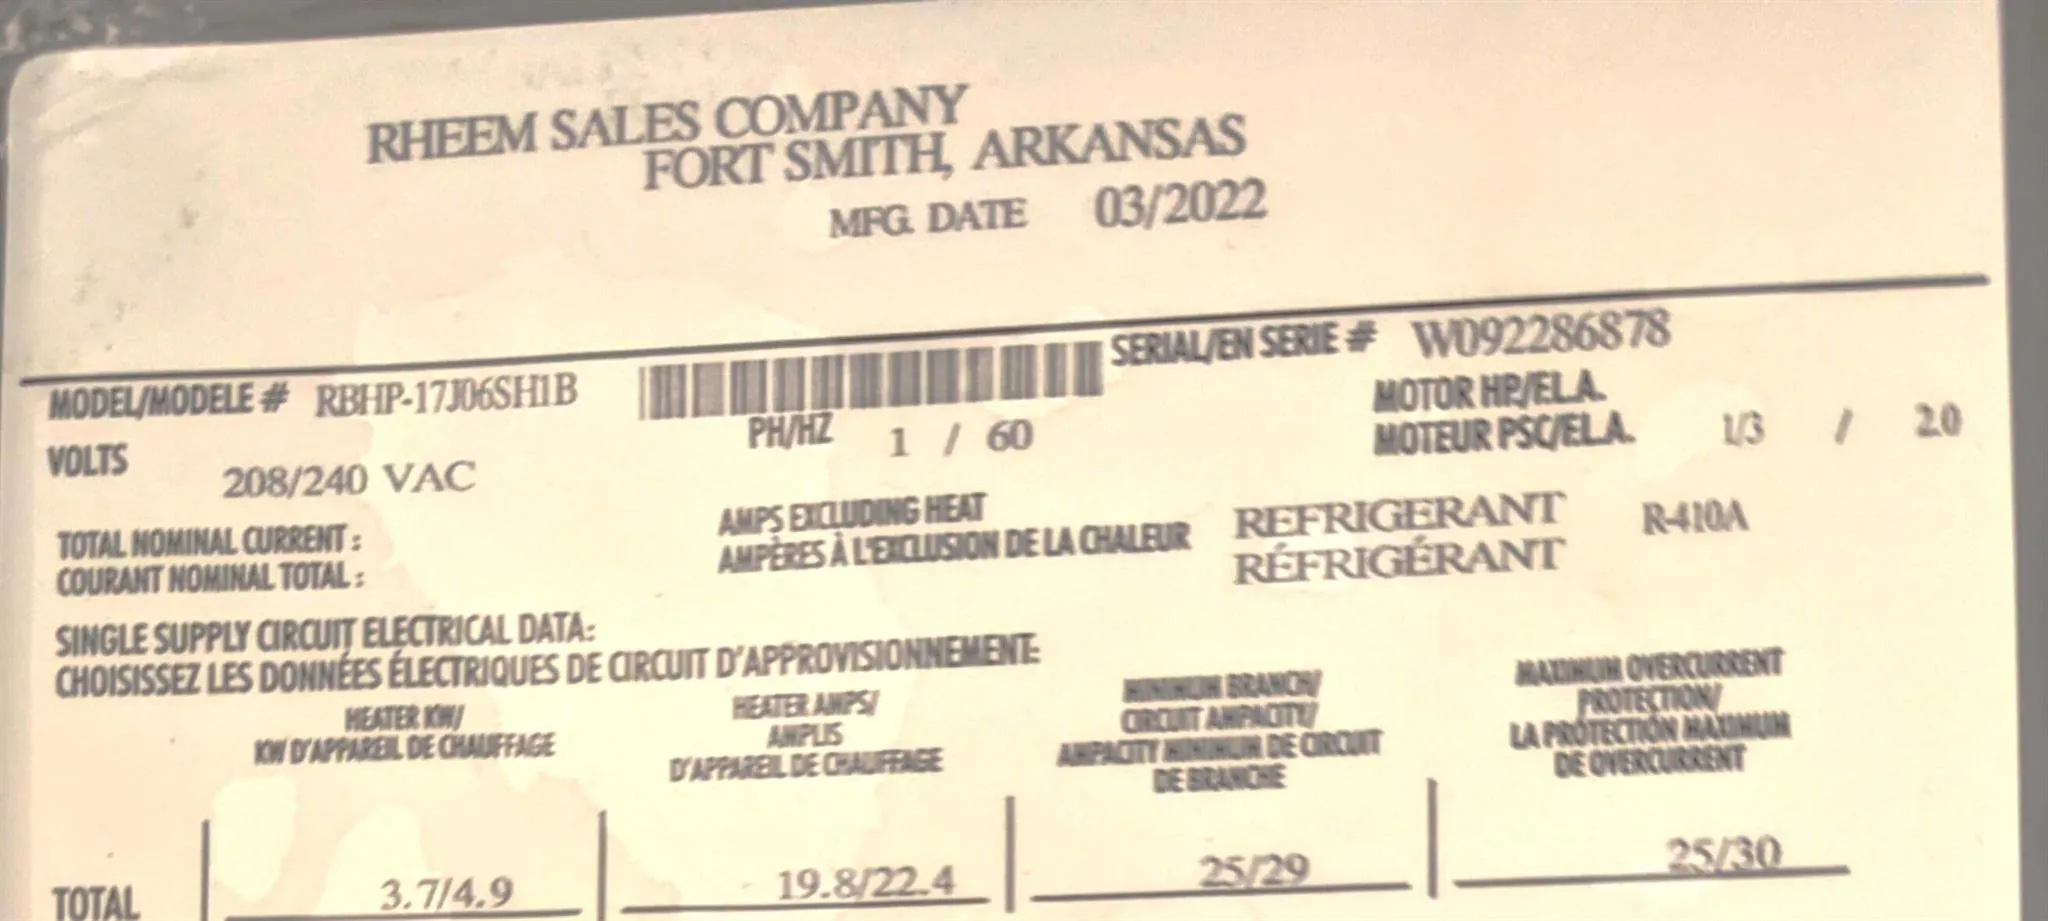 RHEEM SALES COMPANY
FORT SMITH, ARKANSAS
MFG. DATE 03/2022
SERIAL/EN SERIE # W092286878
MODEL/MODELE # RBHP-17J06SH1B
MOTOR HP/F.L.A.
VOLTS 208/240 VAC
PH/HZ 1 / 60
MOTEUR PSC/F.L.A. 1/3 / 2.0
AMPS EXCLUDING HEAT
REFRIGERANT R-410A
TOTAL NOMINAL CURRENT :
AMPÈRES À L'EXCLUSION DE LA CHALEUR
RÉFRIGÉRANT
COURANT NOMINAL TOTAL :
SINGLE SUPPLY CIRCUIT ELECTRICAL DATA:
CHOISISSEZ LES DONNÉES ÉLECTRIQUES DE CIRCUIT D'APPROVISIONNEMENT:
HEATER KW/
KW D'APPAREIL DE CHAUFFAGE
HEATER AMPS/
AMPLIS
D'APPAREIL DE CHAUFFAGE
MINIMUM BRANCH/
CIRCUIT AMPACITY/
AMPACITY MINIMUM DE CIRCUIT
DE BRANCHE
MAXIMUM OVERCURRENT
PROTECTION/
LA PROTECTION MAXIMUM
DE OVERCURRENT
TOTAL 3.7/4.9 19.8/22.4 25/29 25/30